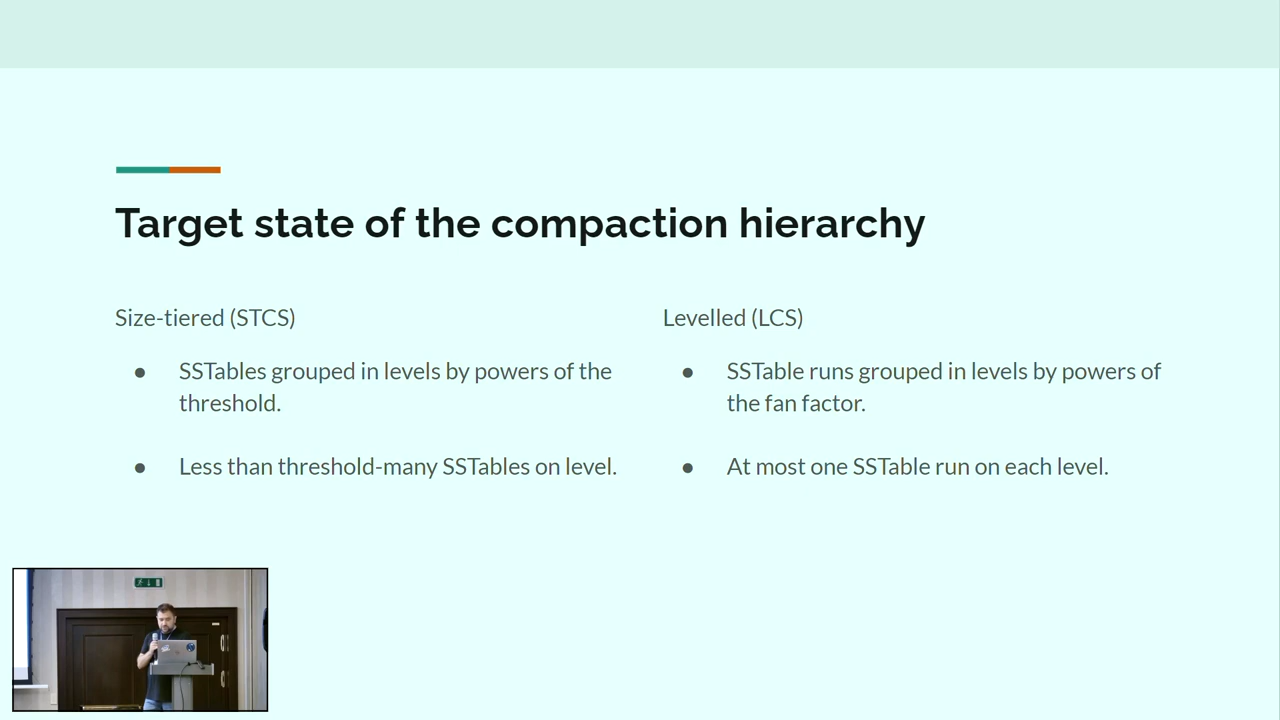 Target state of the compaction hierarchy
Size-tiered (STCS)
● SSTables grouped in levels by powers of the
threshold.
● Less than threshold-many SSTables on level.
Levelled (LCS)
● SSTable runs grouped in levels by powers of
the fan factor.
● At most one SSTable run on each level.